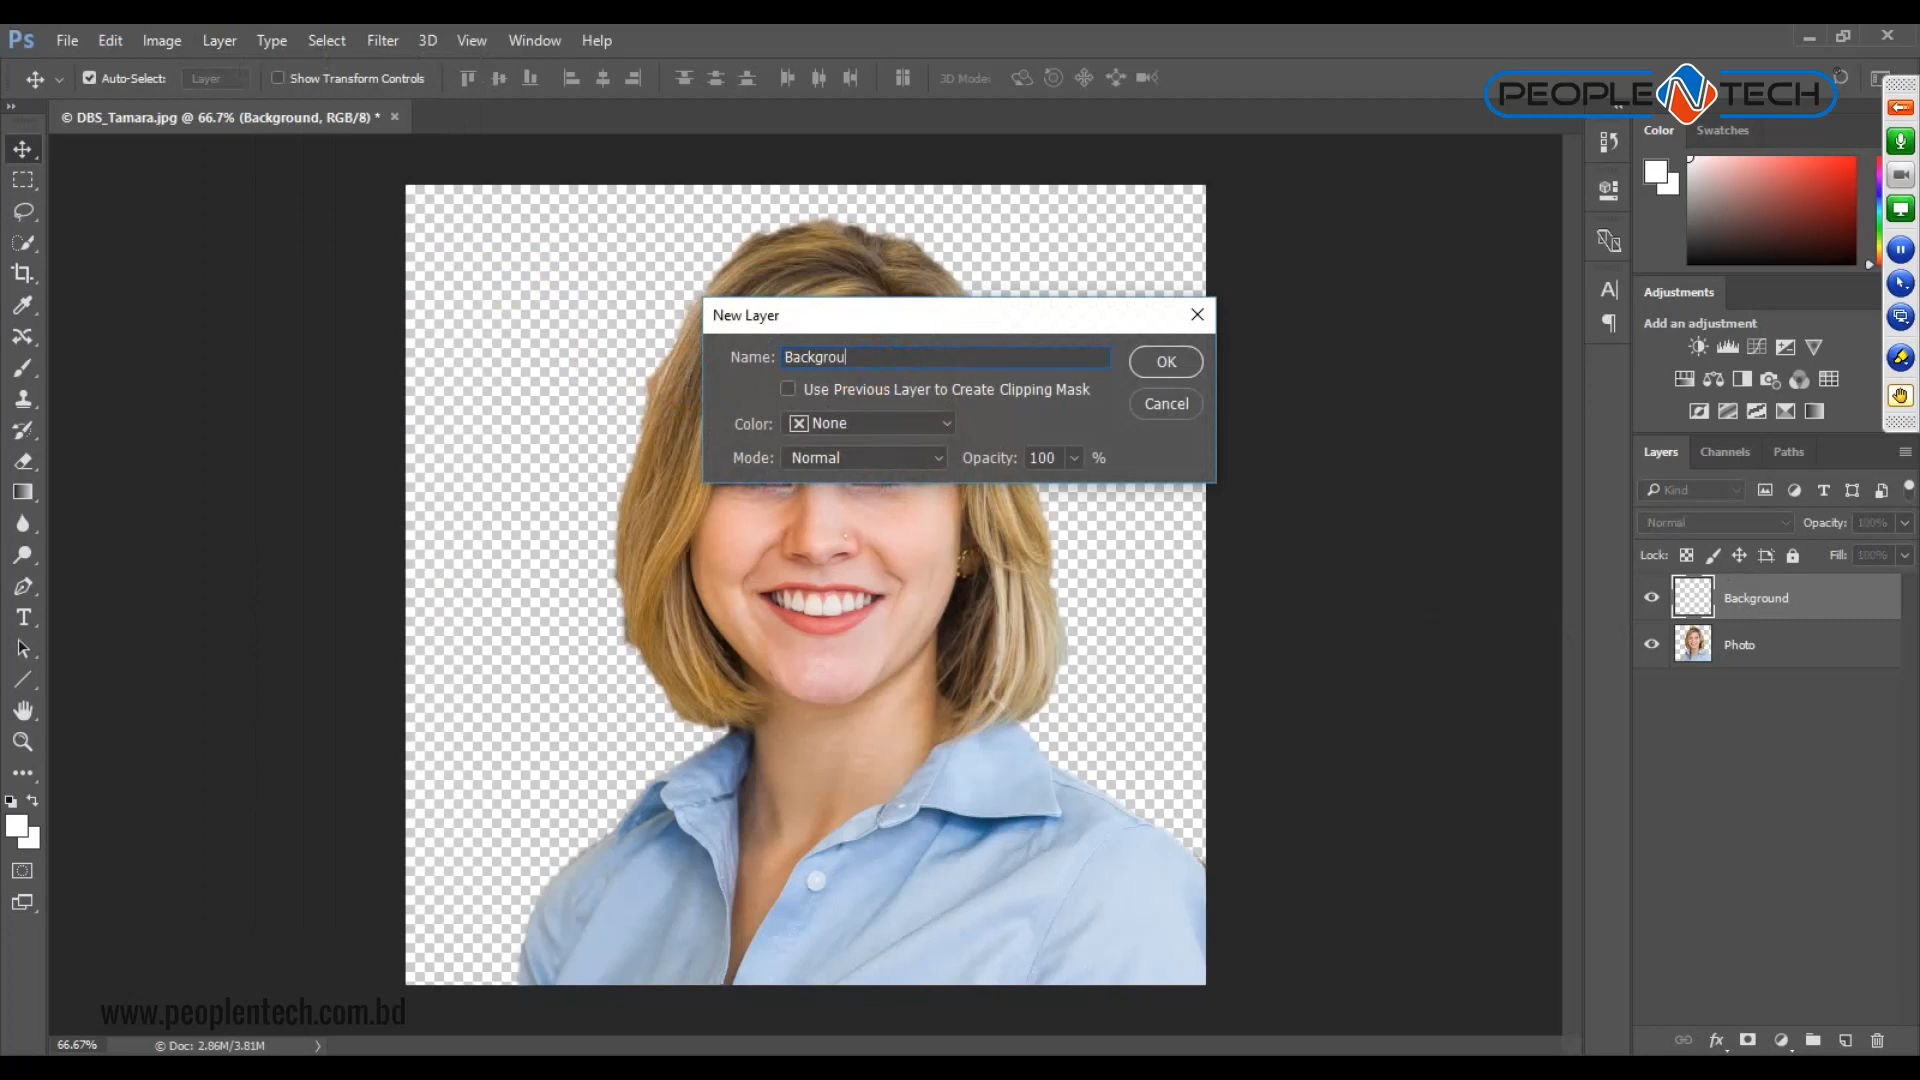 Ps File Edit Image Layer Type Select Filter 3D View Window Help
Auto-Select: Layer Show Transform Controls 3D Mode:
PEOPLE N TECH
© DBS_Tamara.jpg @ 66.7% (Background, RGB/8) *
Color Swatches
Adjustments
Add an adjustment
New Layer
Name: Backgrou
OK
Use Previous Layer to Create Clipping Mask
Cancel
Color: None
Mode: Normal Opacity: 100 %
Layers Channels Paths
Kind
Normal Opacity: 100%
Lock: Fill: 100%
Background
Photo
www.peoplentech.com.bd
66.67% © Doc: 2.86M/3.81M
fx